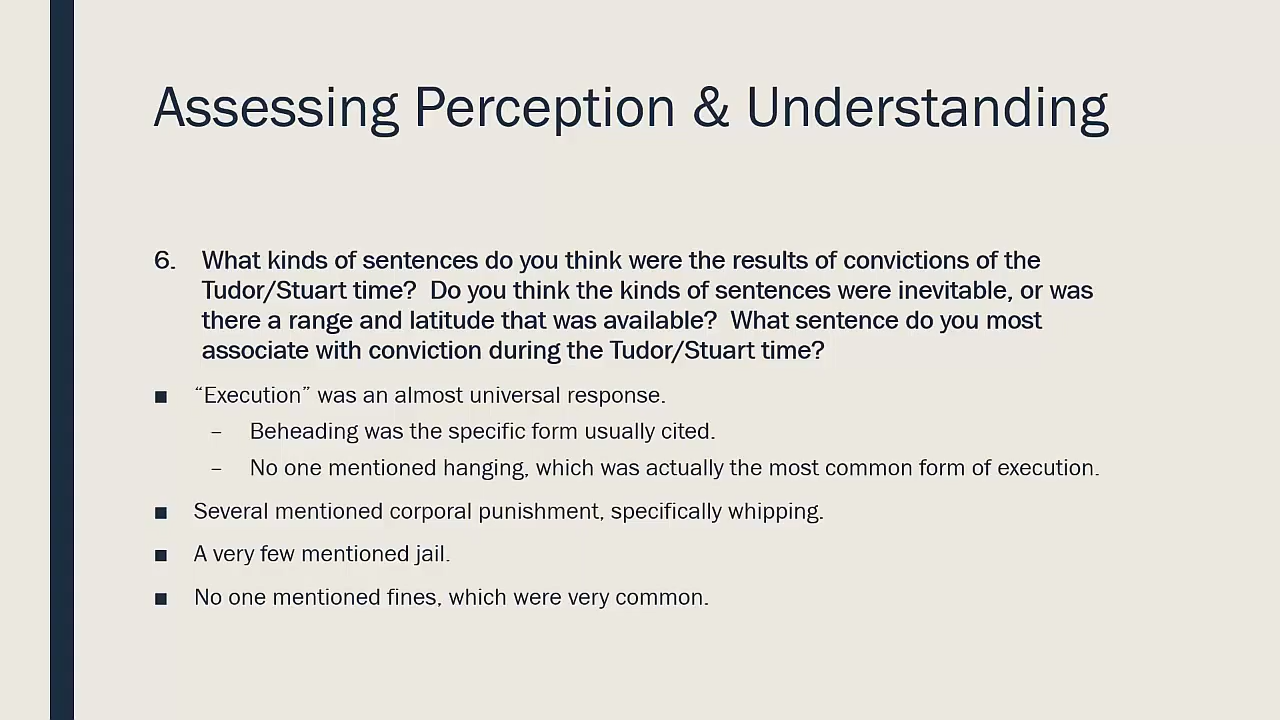 Assessing Perception & Understanding
6. What kinds of sentences do you think were the results of convictions of the
Tudor/Stuart time?  Do you think the kinds of sentences were inevitable, or was
there a range and latitude that was available?  What sentence do you most
associate with conviction during the Tudor/Stuart time?
■ “Execution” was an almost universal response.
– Beheading was the specific form usually cited.
– No one mentioned hanging, which was actually the most common form of execution.
■ Several mentioned corporal punishment, specifically whipping.
■ A very few mentioned jail.
■ No one mentioned fines, which were very common.